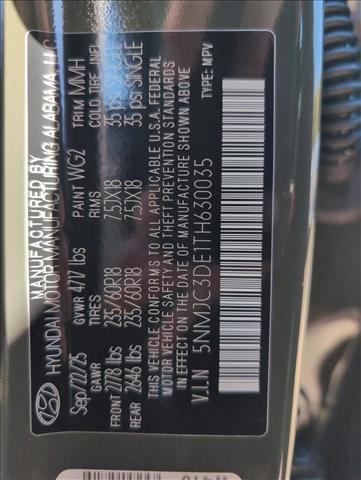 MANUFACTURED BY
HYUNDAI MOTOR MANUFACTURING ALABAMA, LLC
Sep/22/25 GVWR 4717 lbs PAINT WG2 TRIM MMH
GAWR TIRES RIMS COLD TIRE INFL
FRONT 2778 lbs 235/60R18 7.5JX18 35 psi SINGLE
REAR 2646 lbs 235/60R18 7.5JX18 35 psi SINGLE
THIS VEHICLE CONFORMS TO ALL APPLICABLE U.S.A. FEDERAL
MOTOR VEHICLE SAFETY AND THEFT PREVENTION STANDARDS
IN EFFECT ON THE DATE OF MANUFACTURE SHOWN ABOVE.
V.I.N 5NMDC3DE1TH630035 TYPE: MPV